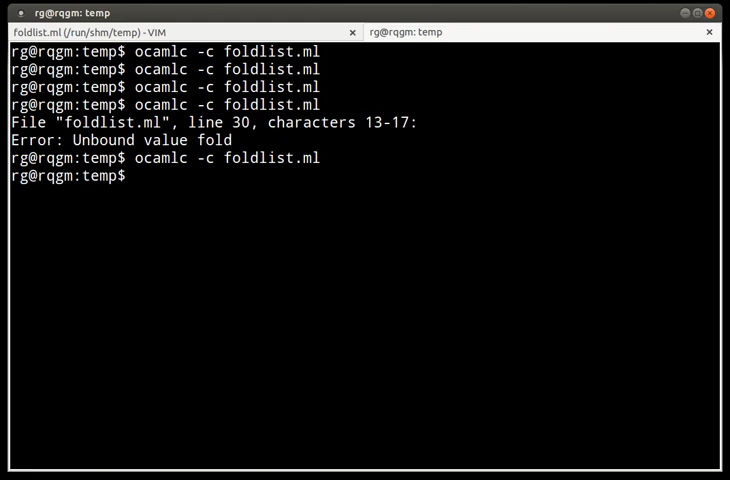 rg@rqgm: temp
foldlist.ml (/run/shm/temp) - VIM
rg@rqgm: temp
rg@rqgm:temp$ ocamlc -c foldlist.ml
rg@rqgm:temp$ ocamlc -c foldlist.ml
rg@rqgm:temp$ ocamlc -c foldlist.ml
rg@rqgm:temp$ ocamlc -c foldlist.ml
File "foldlist.ml", line 30, characters 13-17:
Error: Unbound value fold
rg@rqgm:temp$ ocamlc -c foldlist.ml
rg@rqgm:temp$